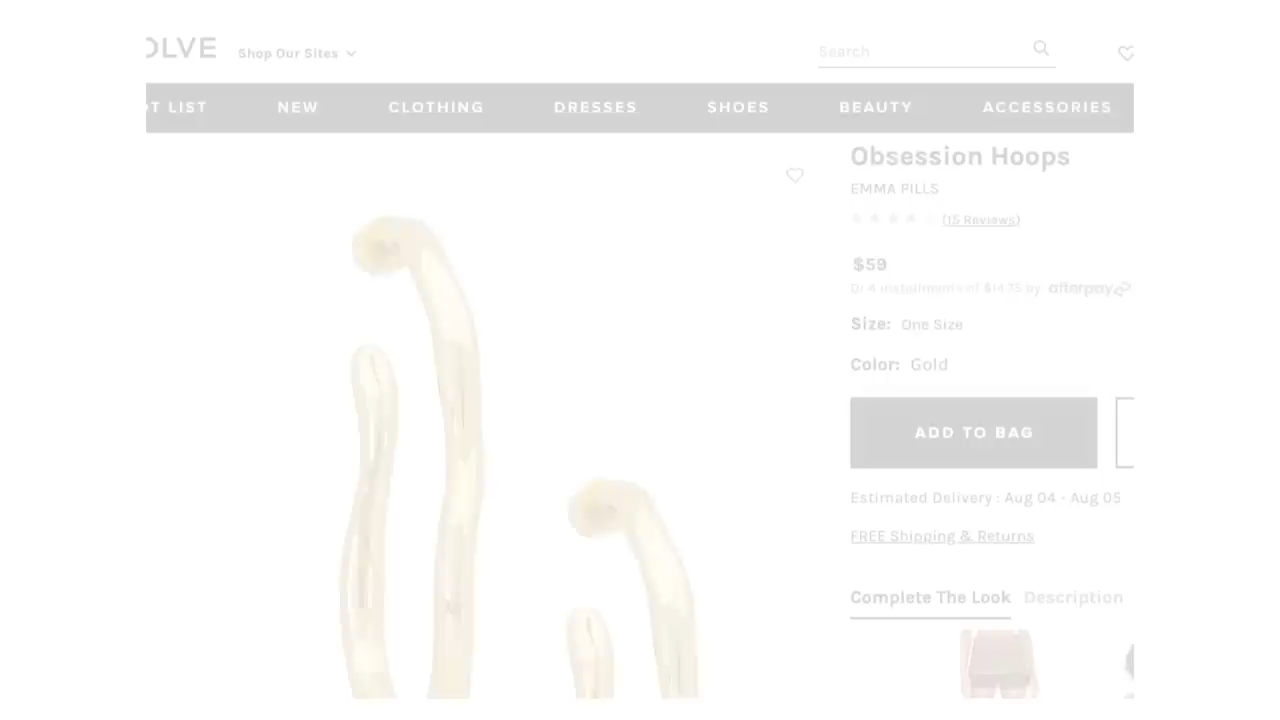 OLVE
Shop Our Sites
Search
OT LIST
NEW
CLOTHING
DRESSES
SHOES
BEAUTY
ACCESSORIES
Obsession Hoops
EMMA PILLS
(15 Reviews)
$59
Or 4 installments of $14.75 by afterpay
Size: One Size
Color: Gold
ADD TO BAG
Estimated Delivery : Aug 04 - Aug 05
FREE Shipping & Returns
Complete The Look
Description